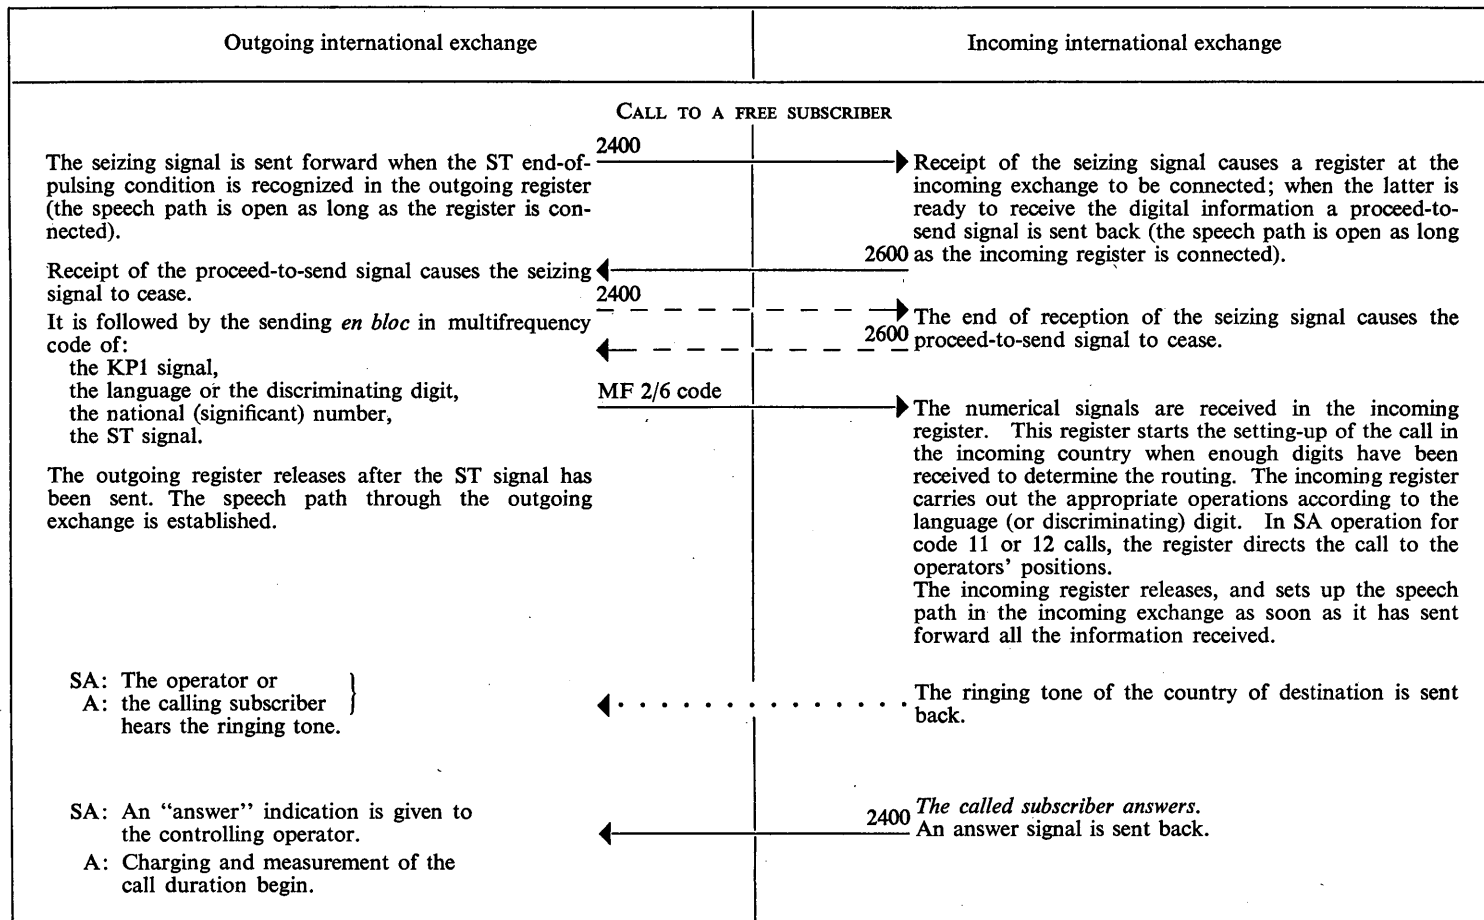 Outgoing international exchange
Incoming international exchange
CALL TO A FREE SUBSCRIBER
The seizing signal is sent forward when the ST end-of-
pulsing condition is recognized in the outgoing register
(the speech path is open as long as the register is con-
nected).
2400
Receipt of the seizing signal causes a register at the
incoming exchange to be connected; when the latter is
ready to receive the digital information a proceed-to-
send signal is sent back (the speech path is open as long
as the incoming register is connected).
2600
Receipt of the proceed-to-send signal causes the seizing
signal to cease.
2400
The end of reception of the seizing signal causes the
proceed-to-send signal to cease.
2600
It is followed by the sending en bloc in multifrequency
code of:
the KP1 signal,
the language or the discriminating digit,
the national (significant) number,
the ST signal.
MF 2/6 code
The numerical signals are received in the incoming
register. This register starts the setting-up of the call in
the incoming country when enough digits have been
received to determine the routing. The incoming register
carries out the appropriate operations according to the
language (or discriminating) digit. In SA operation for
code 11 or 12 calls, the register directs the call to the
operators' positions.
The incoming register releases, and sets up the speech
path in the incoming exchange as soon as it has sent
forward all the information received.
The outgoing register releases after the ST signal has
been sent. The speech path through the outgoing
exchange is established.
SA: The operator or
A: the calling subscriber
hears the ringing tone.
The ringing tone of the country of destination is sent
back.
SA: An “answer” indication is given to
the controlling operator.
A: Charging and measurement of the
call duration begin.
2400
The called subscriber answers.
An answer signal is sent back.